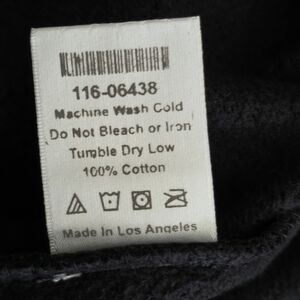 116-06438
Machine Wash Cold
Do Not Bleach or Iron
Tumble Dry Low
100% Cotton
Made in Los Angeles